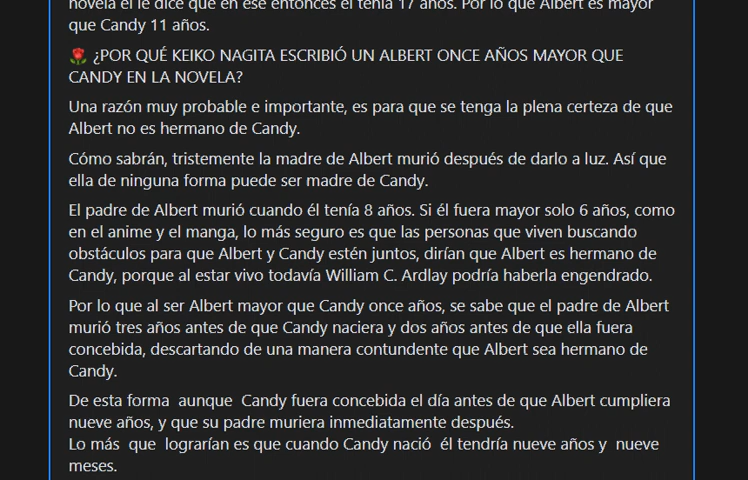 novela él le dice que en ese entonces él tenía 17 años. Por lo que Albert es mayor
que Candy 11 años.
🌹 ¿POR QUÉ KEIKO NAGITA ESCRIBIÓ UN ALBERT ONCE AÑOS MAYOR QUE
CANDY EN LA NOVELA?
Una razón muy probable e importante, es para que se tenga la plena certeza de que
Albert no es hermano de Candy.
Cómo sabrán, tristemente la madre de Albert murió después de darlo a luz. Así que
ella de ninguna forma puede ser madre de Candy.
El padre de Albert murió cuando él tenía 8 años. Si él fuera mayor solo 6 años, como
en el anime y el manga, lo más seguro es que las personas que viven buscando
obstáculos para que Albert y Candy estén juntos, dirían que Albert es hermano de
Candy, porque al estar vivo todavía William C. Ardlay podría haberla engendrado.
Por lo que al ser Albert mayor que Candy once años, se sabe que el padre de Albert
murió tres años antes de que Candy naciera y dos años antes de que ella fuera
concebida, descartando de una manera contundente que Albert sea hermano de
Candy.
De esta forma aunque Candy fuera concebida el día antes de que Albert cumpliera
nueve años, y que su padre muriera inmediatamente después.
Lo más que lograrían es que cuando Candy nació él tendría nueve años y nueve
meses.